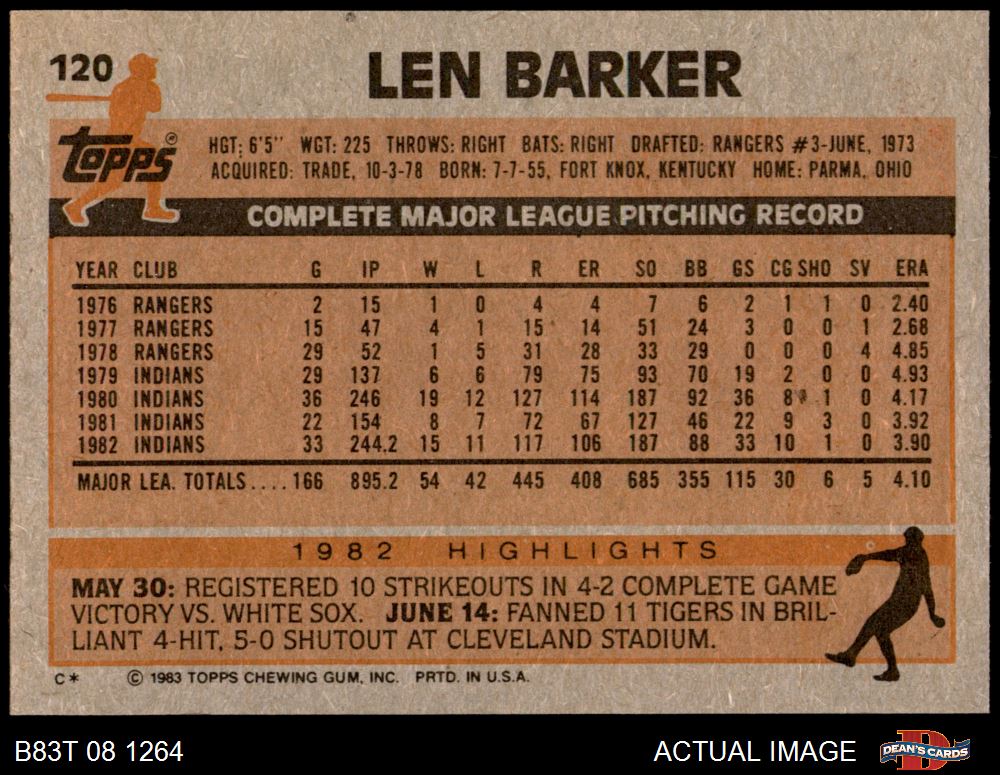 120
LEN BARKER
Topps®
HGT: 6'5" WGT: 225 THROWS: RIGHT BATS: RIGHT DRAFTED: RANGERS #3-JUNE, 1973
ACQUIRED: TRADE, 10-3-78 BORN: 7-7-55, FORT KNOX, KENTUCKY HOME: PARMA, OHIO
COMPLETE MAJOR LEAGUE PITCHING RECORD
YEAR CLUB G IP W L R ER SO BB GS CG SHO SV ERA
1976 RANGERS 2 15 1 0 4 4 7 6 2 1 1 0 2.40
1977 RANGERS 15 47 4 1 15 14 51 24 3 0 0 1 2.68
1978 RANGERS 29 52 1 5 31 28 33 29 0 0 0 4 4.85
1979 INDIANS 29 137 6 6 79 75 93 70 19 2 0 0 4.93
1980 INDIANS 36 246 19 12 127 114 187 92 36 8 1 0 4.17
1981 INDIANS 22 154 8 7 72 67 127 46 22 9 3 0 3.92
1982 INDIANS 33 244.2 15 11 117 106 187 88 33 10 1 0 3.90
MAJOR LEA. TOTALS....166 895.2 54 42 445 408 685 355 115 30 6 5 4.10
1982 HIGHLIGHTS
MAY 30: REGISTERED 10 STRIKEOUTS IN 4-2 COMPLETE GAME
VICTORY VS. WHITE SOX. JUNE 14: FANNED 11 TIGERS IN BRIL-
LIANT 4-HIT, 5-0 SHUTOUT AT CLEVELAND STADIUM.
C* © 1983 TOPPS CHEWING GUM, INC. PRTD. IN U.S.A.
B83T 08 1264 ACTUAL IMAGE DEAN'S CARDS